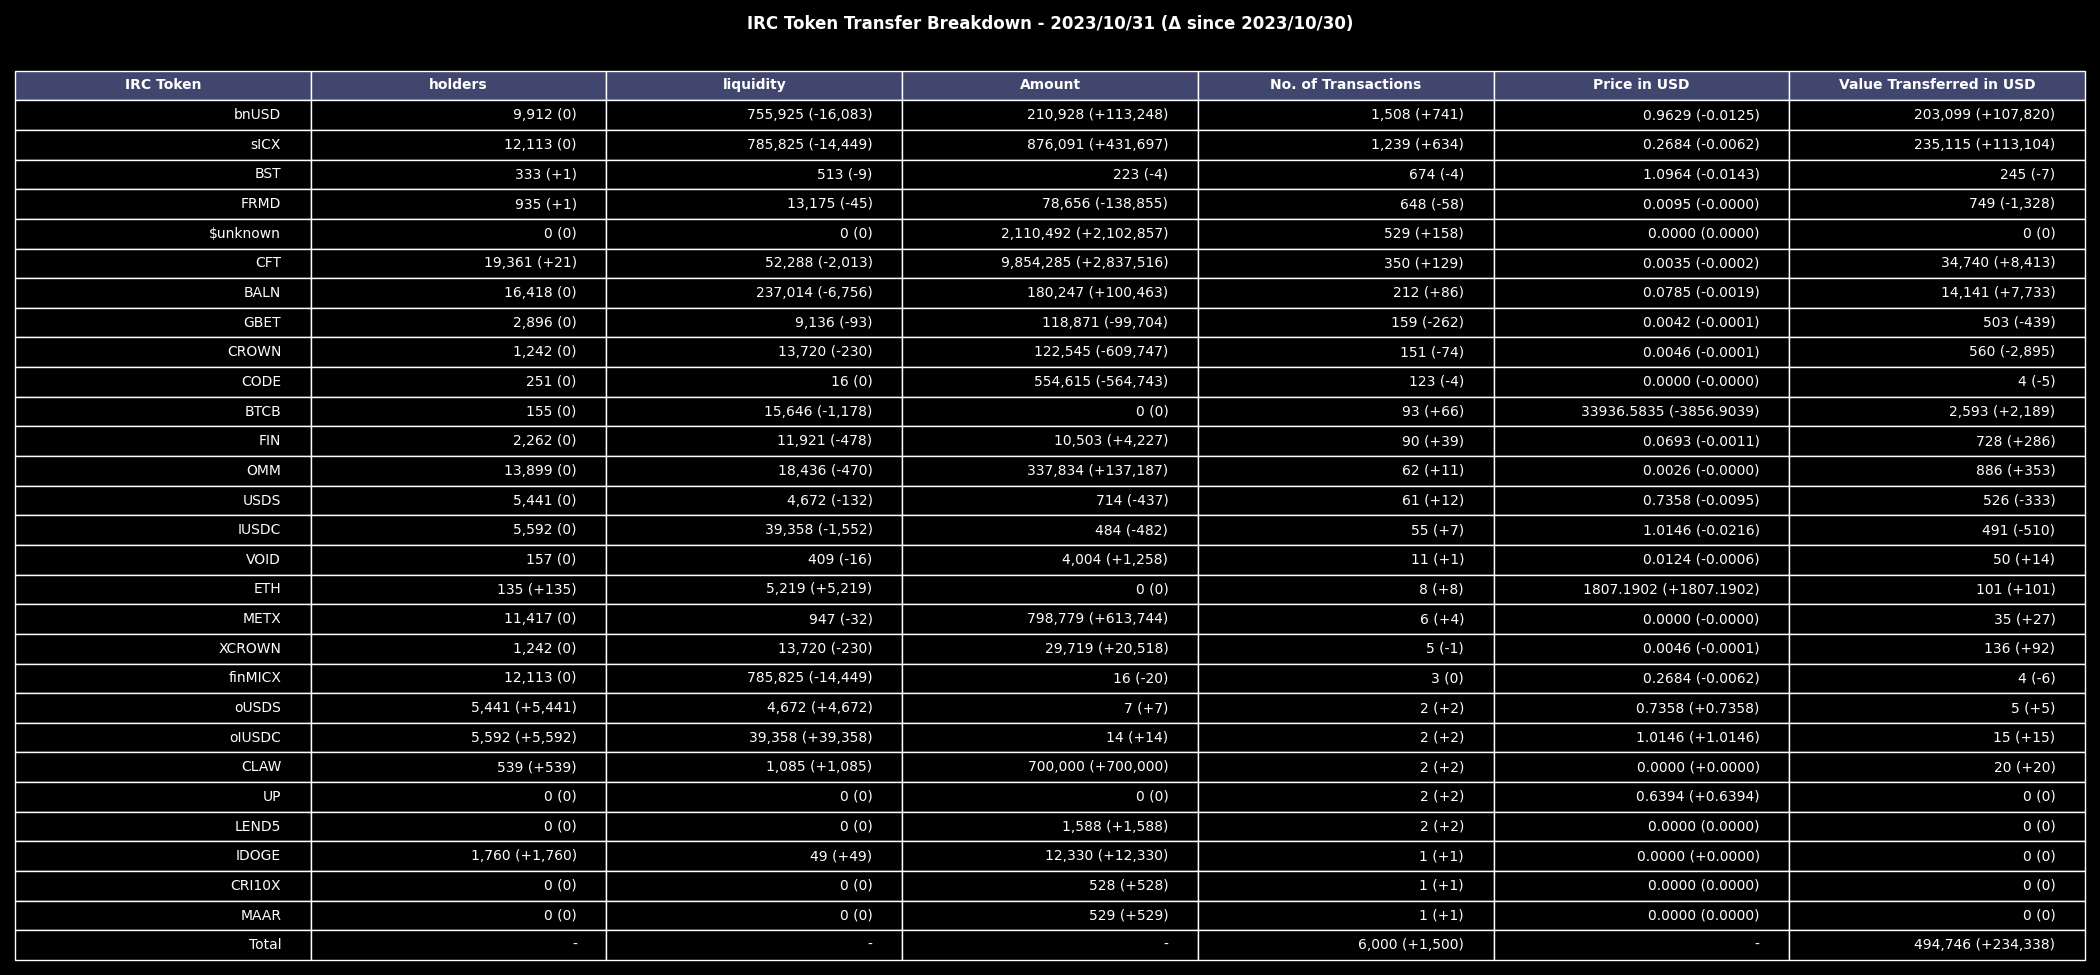 IRC Token Transfer Breakdown - 2023/10/31 (Δ since 2023/10/30)
IRC Token holders liquidity Amount No. of Transactions Price in USD Value Transferred in USD
bnUSD 9,912 (0) 755,925 (-16,083) 210,928 (+113,248) 1,508 (+741) 0.9629 (-0.0125) 203,099 (+107,820)
sICX 12,113 (0) 785,825 (-14,449) 876,091 (+431,697) 1,239 (+634) 0.2684 (-0.0062) 235,115 (+113,104)
BST 333 (+1) 513 (-9) 223 (-4) 674 (-4) 1.0964 (-0.0143) 245 (-7)
FRMD 935 (+1) 13,175 (-45) 78,656 (-138,855) 648 (-58) 0.0095 (-0.0000) 749 (-1,328)
$unknown 0 (0) 0 (0) 2,110,492 (+2,102,857) 529 (+158) 0.0000 (0.0000) 0 (0)
CFT 19,361 (+21) 52,288 (-2,013) 9,854,285 (+2,837,516) 350 (+129) 0.0035 (-0.0002) 34,740 (+8,413)
BALN 16,418 (0) 237,014 (-6,756) 180,247 (+100,463) 212 (+86) 0.0785 (-0.0019) 14,141 (+7,733)
GBET 2,896 (0) 9,136 (-93) 118,871 (-99,704) 159 (-262) 0.0042 (-0.0001) 503 (-439)
CROWN 1,242 (0) 13,720 (-230) 122,545 (-609,747) 151 (-74) 0.0046 (-0.0001) 560 (-2,895)
CODE 251 (0) 16 (0) 554,615 (-564,743) 123 (-4) 0.0000 (-0.0000) 4 (-5)
BTCB 155 (0) 15,646 (-1,178) 0 (0) 93 (+66) 33936.5835 (-3856.9039) 2,593 (+2,189)
FIN 2,262 (0) 11,921 (-478) 10,503 (+4,227) 90 (+39) 0.0693 (-0.0011) 728 (+286)
OMM 13,899 (0) 18,436 (-470) 337,834 (+137,187) 62 (+11) 0.0026 (-0.0000) 886 (+353)
USDS 5,441 (0) 4,672 (-132) 714 (-437) 61 (+12) 0.7358 (-0.0095) 526 (-333)
IUSDC 5,592 (0) 39,358 (-1,552) 484 (-482) 55 (+7) 1.0146 (-0.0216) 491 (-510)
VOID 157 (0) 409 (-16) 4,004 (+1,258) 11 (+1) 0.0124 (-0.0006) 50 (+14)
ETH 135 (+135) 5,219 (+5,219) 0 (0) 8 (+8) 1807.1902 (+1807.1902) 101 (+101)
METX 11,417 (0) 947 (-32) 798,779 (+613,744) 6 (+4) 0.0000 (-0.0000) 35 (+27)
XCROWN 1,242 (0) 13,720 (-230) 29,719 (+20,518) 5 (-1) 0.0046 (-0.0001) 136 (+92)
finMICX 12,113 (0) 785,825 (-14,449) 16 (-20) 3 (0) 0.2684 (-0.0062) 4 (-6)
oUSDS 5,441 (+5,441) 4,672 (+4,672) 7 (+7) 2 (+2) 0.7358 (+0.7358) 5 (+5)
oIUSDC 5,592 (+5,592) 39,358 (+39,358) 14 (+14) 2 (+2) 1.0146 (+1.0146) 15 (+15)
CLAW 539 (+539) 1,085 (+1,085) 700,000 (+700,000) 2 (+2) 0.0000 (+0.0000) 20 (+20)
UP 0 (0) 0 (0) 0 (0) 2 (+2) 0.6394 (+0.6394) 0 (0)
LEND5 0 (0) 0 (0) 1,588 (+1,588) 2 (+2) 0.0000 (0.0000) 0 (0)
IDOGE 1,760 (+1,760) 49 (+49) 12,330 (+12,330) 1 (+1) 0.0000 (+0.0000) 0 (0)
CRI10X 0 (0) 0 (0) 528 (+528) 1 (+1) 0.0000 (0.0000) 0 (0)
MAAR 0 (0) 0 (0) 529 (+529) 1 (+1) 0.0000 (0.0000) 0 (0)
Total - - - 6,000 (+1,500) - 494,746 (+234,338)